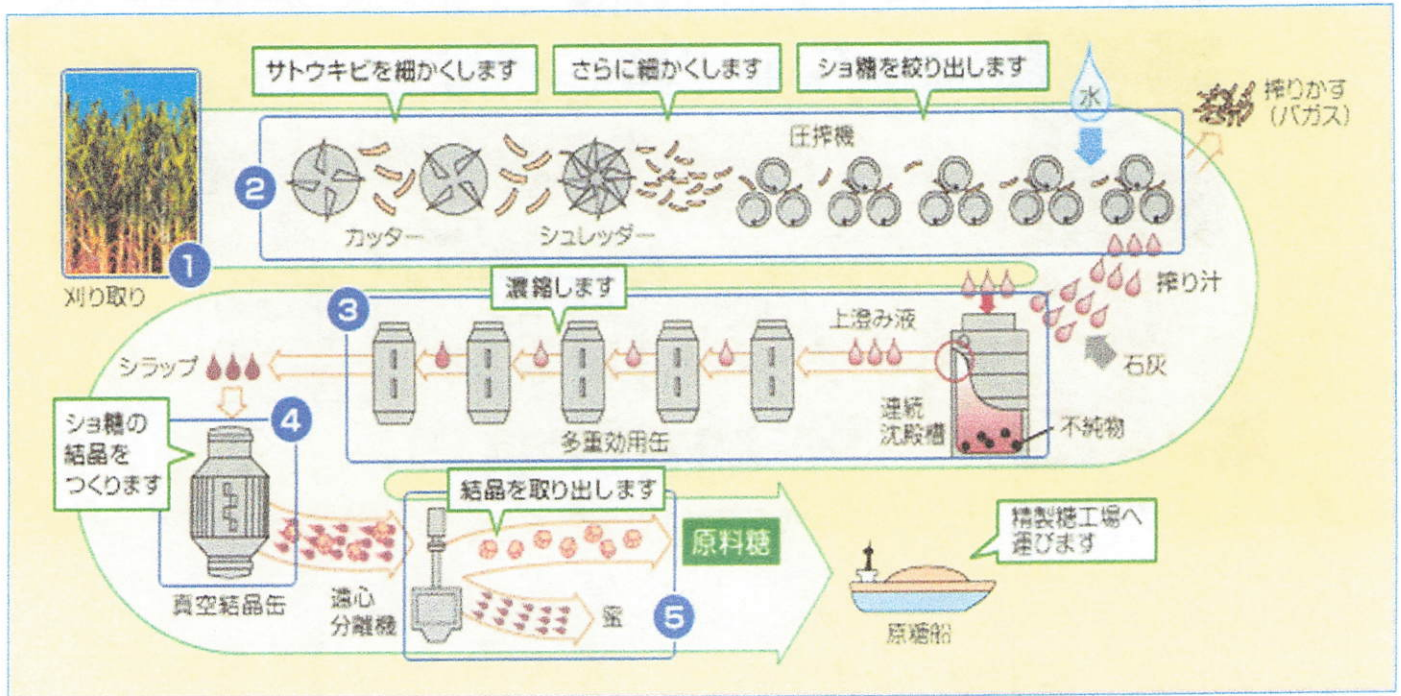 サトウキビを細かくします
さらに細かくします
ショ糖を絞り出します
水
搾りかす
(バガス)
圧搾機
2
カッター
シュレッダー
1
刈り取り
搾り汁
濃縮します
3
上澄み液
石灰
シラップ
連続
沈殿槽
不純物
多重効用缶
4
ショ糖の
結晶を
つくります
真空結晶缶
結晶を取り出します
遠心
分離機
蜜
5
原料糖
精製糖工場へ
運びます
原糖船